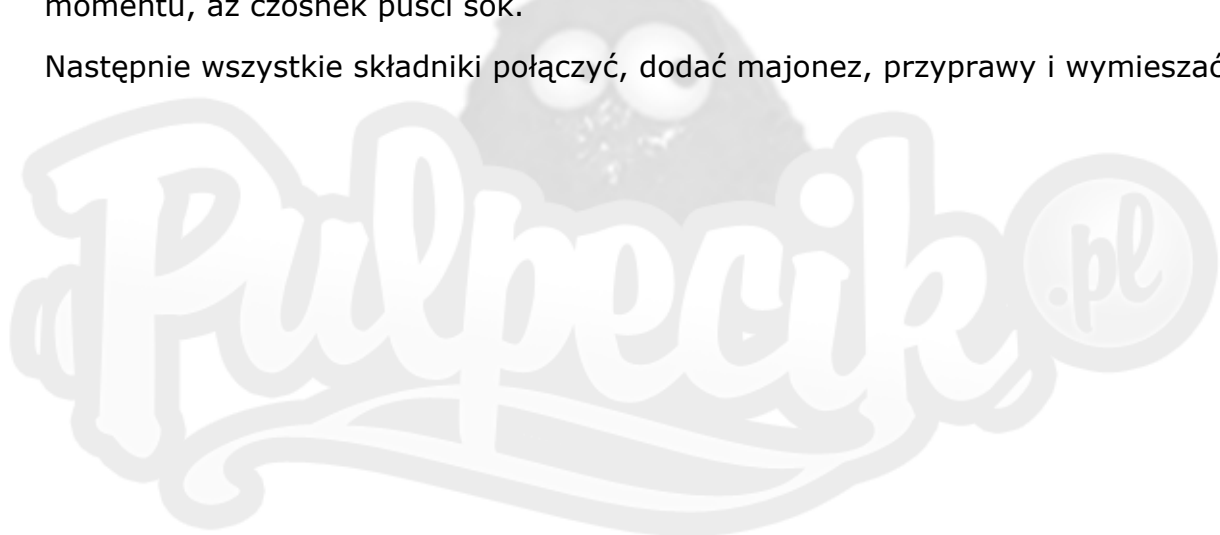 momentu, aż czosnek puści sok.
Następnie wszystkie składniki połączyć, dodać majonez, przyprawy i wymieszać
Pulpecik .pl